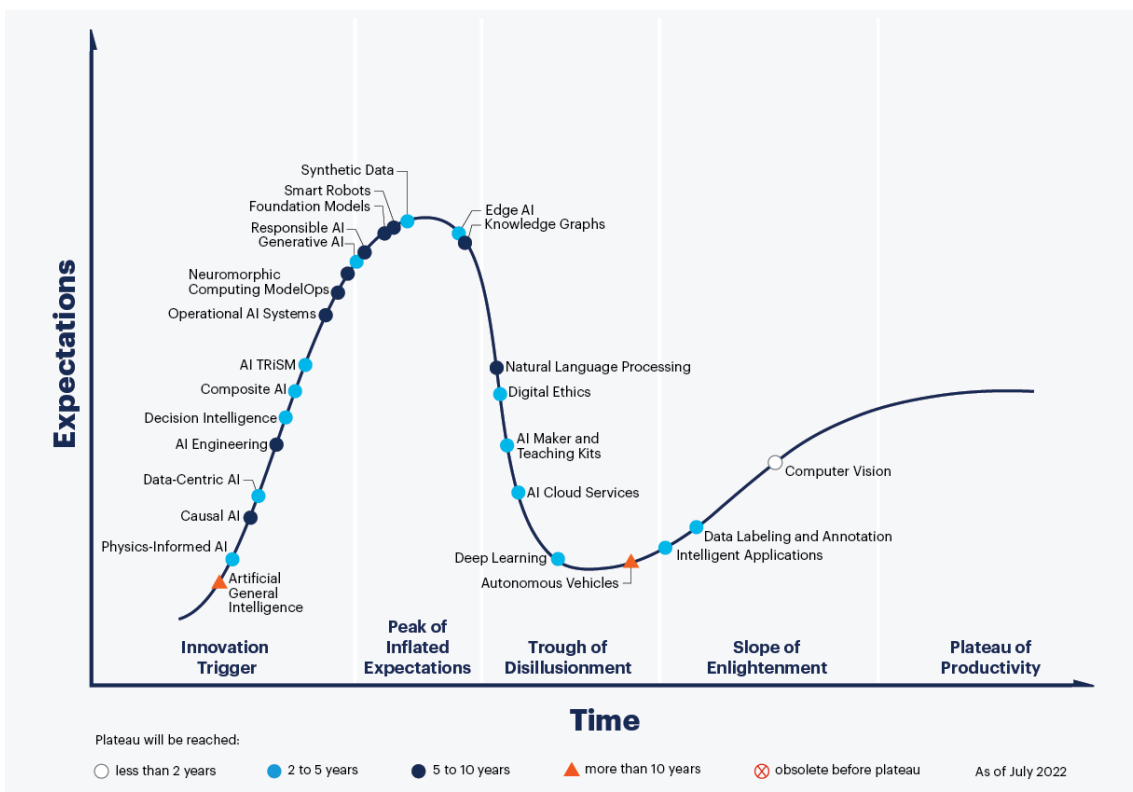 Synthetic Data
Smart Robots
Foundation Models
Responsible AI
Generative AI
Neuromorphic
Computing ModelOps
Operational AI Systems
AI TRiSM
Composite AI
Decision Intelligence
AI Engineering
Data-Centric AI
Causal AI
Physics-Informed AI
Artificial
General
Intelligence
Edge AI
Knowledge Graphs
Natural Language Processing
Digital Ethics
AI Maker and
Teaching Kits
AI Cloud Services
Deep Learning
Autonomous Vehicles
Computer Vision
Data Labeling and Annotation
Intelligent Applications
Expectations
Innovation
Trigger
Peak of
Inflated
Expectations
Trough of
Disillusionment
Slope of
Enlightenment
Plateau of
Productivity
Time
Plateau will be reached:
less than 2 years
2 to 5 years
5 to 10 years
more than 10 years
obsolete before plateau
As of July 2022